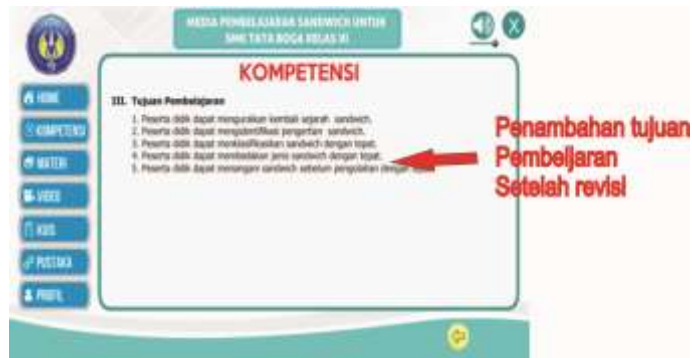 MEDIA PEMBELAJARAN SANDWICH UNTUK
SMK TATA BOGA KELAS XI
KOMPETENSI
HOME
KOMPETENSI
MATERI
VIDEO
KUIS
PUSTAKA
PROFIL
III. Tujuan Pembelajaran
1. Peserta didik dapat menguraikan kembali sejarah sandwich.
2. Peserta didik dapat mengidentifikasi pengertian sandwich.
3. Peserta didik dapat mengklasifikasikan sandwich dengan tepat.
4. Peserta didik dapat membedakan jenis sandwich dengan tepat.
5. Peserta didik dapat menangani sandwich sebelum pengolahan dengan
Penambahan tujuan
Pembeljaran
Setelah revisi